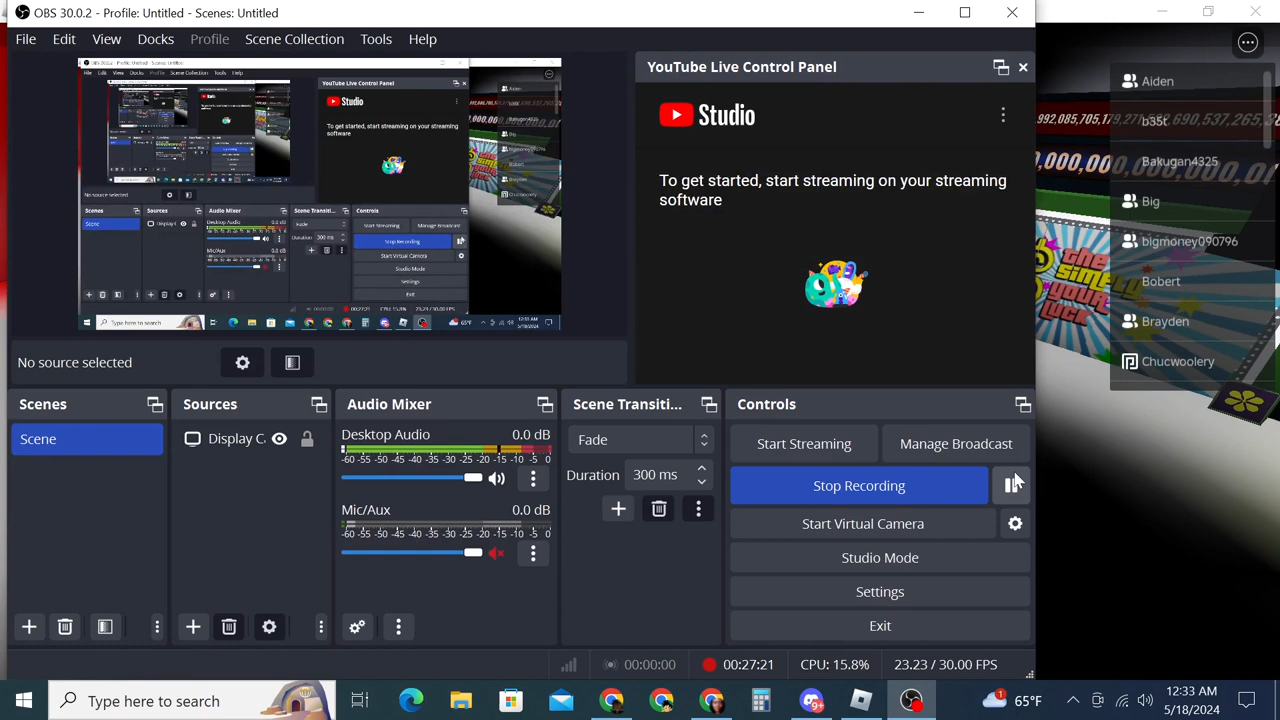 OBS 30.0.2 - Profile: Untitled - Scenes: Untitled
File Edit View Docks Profile Scene Collection Tools Help
YouTube Live Control Panel
Studio
To get started, start streaming on your streaming
software
No source selected
Scenes
Scene
Sources
Display C
Audio Mixer
Desktop Audio 0.0 dB
-60 -55 -50 -45 -40 -35 -30 -25 -20 -15 -10 -5 0
Mic/Aux 0.0 dB
-60 -55 -50 -45 -40 -35 -30 -25 -20 -15 -10 -5 0
Scene Transiti...
Fade
Duration 300 ms
Controls
Start Streaming Manage Broadcast
Stop Recording
Start Virtual Camera
Studio Mode
Settings
Exit
00:00:00 00:27:21 CPU: 15.8% 23.23 / 30.00 FPS
Aiden
b35t
Bakugan4325
Big
bigmoney090796
Bobert
Brayden
Chucwoolery
Type here to search
9+
1
65°F
12:33 AM
5/18/2024